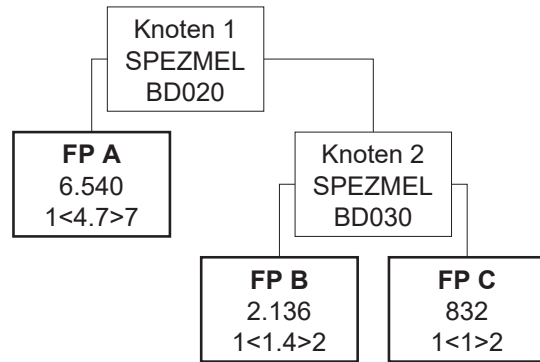 Knoten 1
SPEZMEL
BD020
FP A
6.540
1<4.7>7
Knoten 2
SPEZMEL
BD030
FP B
2.136
1<1.4>2
FP C
832
1<1>2